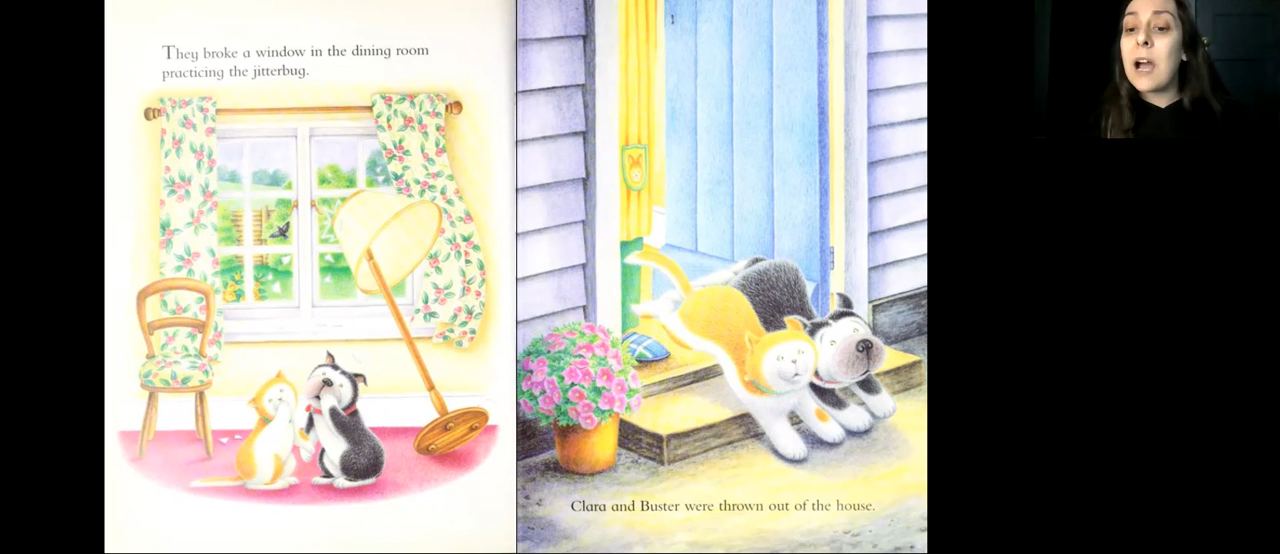 They broke a window in the dining room
practicing the jitterbug.
Clara and Buster were thrown out of the house.